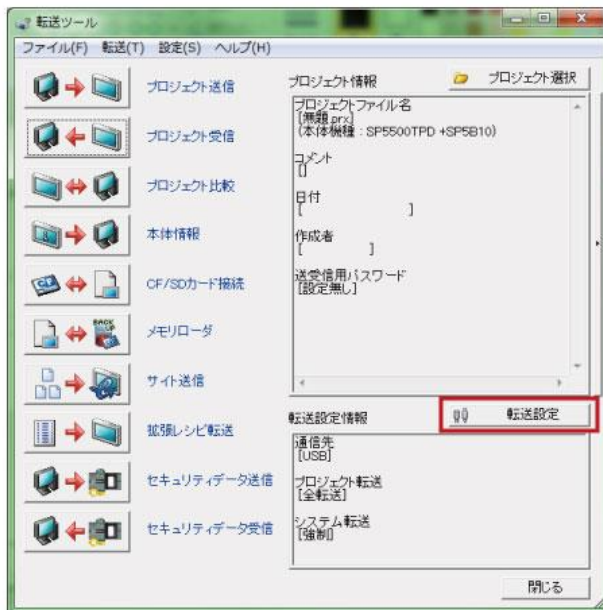 転送ツール
ファイル(F) 転送(T) 設定(S) ヘルプ(H)
プロジェクト送信
プロジェクト受信
プロジェクト比較
本体情報
CF/SDカード接続
メモリローダ
サイト送信
拡張レシピ転送
セキュリティデータ送信
セキュリティデータ受信
プロジェクト情報
プロジェクト選択
プロジェクトファイル名
[無題.prx]
(本体機種 : SP5500TPD +SP5B10)
コメント
[]
日付
[ ]
作成者
[ ]
送受信用パスワード
[設定無し]
転送設定情報
転送設定
通信先
[USB]
プロジェクト転送
[全転送]
システム転送
[強制]
閉じる